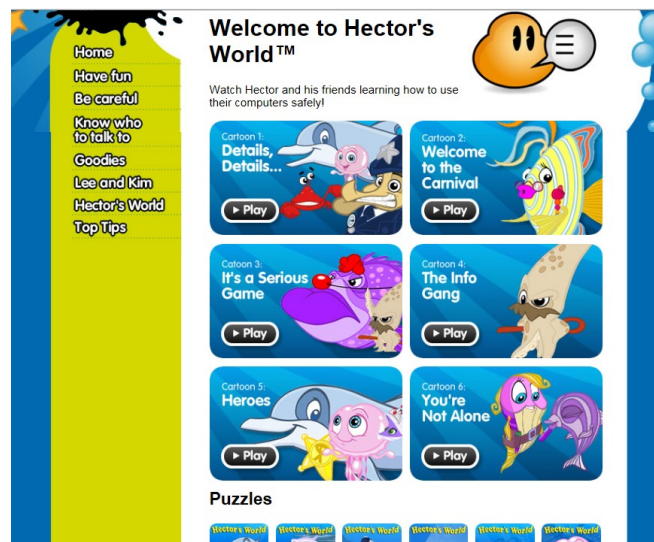 Home
Have fun
Be careful
Know who
to talk to
Goodies
Lee and Kim
Hector's World
Top Tips
Welcome to Hector's
World™
Watch Hector and his friends learning how to use
their computers safely!
Cartoon 1:
Details,
Details...
Play
Cartoon 2:
Welcome
to the
Carnival
Play
Catoon 3:
It's a Serious
Game
Play
Cartoon 4:
The Info
Gang
Play
Cartoon 5:
Heroes
Play
Cartoon 6:
You're
Not Alone
Play
Puzzles
Hector's World
Hector's World
Hector's World
Hector's World
Hector's World
Hector's World